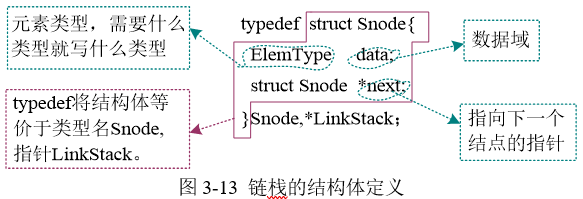 元素类型，需要什么
类型就写什么类型
typedef struct Snode{
ElemType data;
struct Snode *next;
}Snode,*LinkStack；
数据域
typedef将结构体等
价于类型名Snode,
指针LinkStack。
指向下一个
结点的指针
图 3-13 链栈的结构体定义